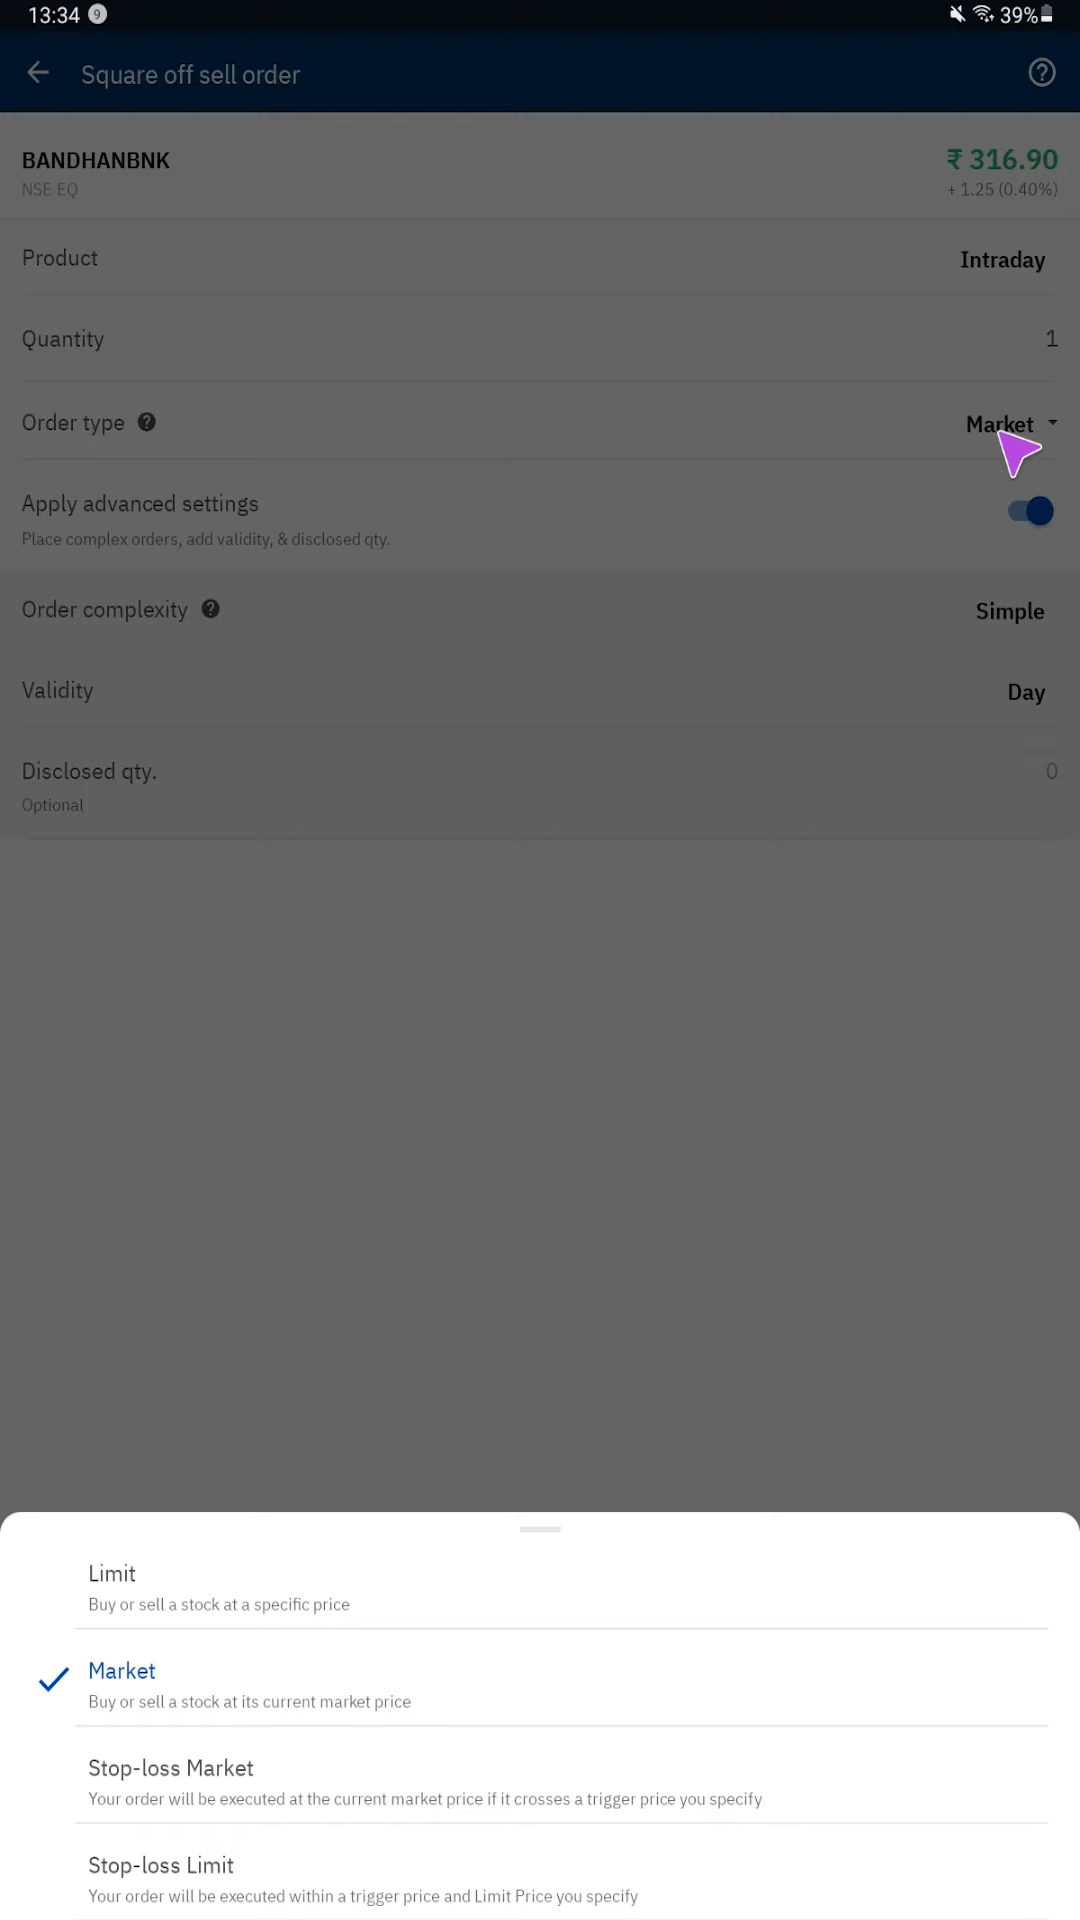 13:34 9 39%
Square off sell order
BANDHANBNK ₹ 316.90
NSE EQ + 1.25 (0.40%)
Product Intraday
Quantity 1
Order type ? Market
Apply advanced settings
Place complex orders, add validity, & disclosed qty.
Order complexity ? Simple
Validity Day
Disclosed qty. 0
Optional
Limit
Buy or sell a stock at a specific price
Market
Buy or sell a stock at its current market price
Stop-loss Market
Your order will be executed at the current market price if it crosses a trigger price you specify
Stop-loss Limit
Your order will be executed within a trigger price and Limit Price you specify